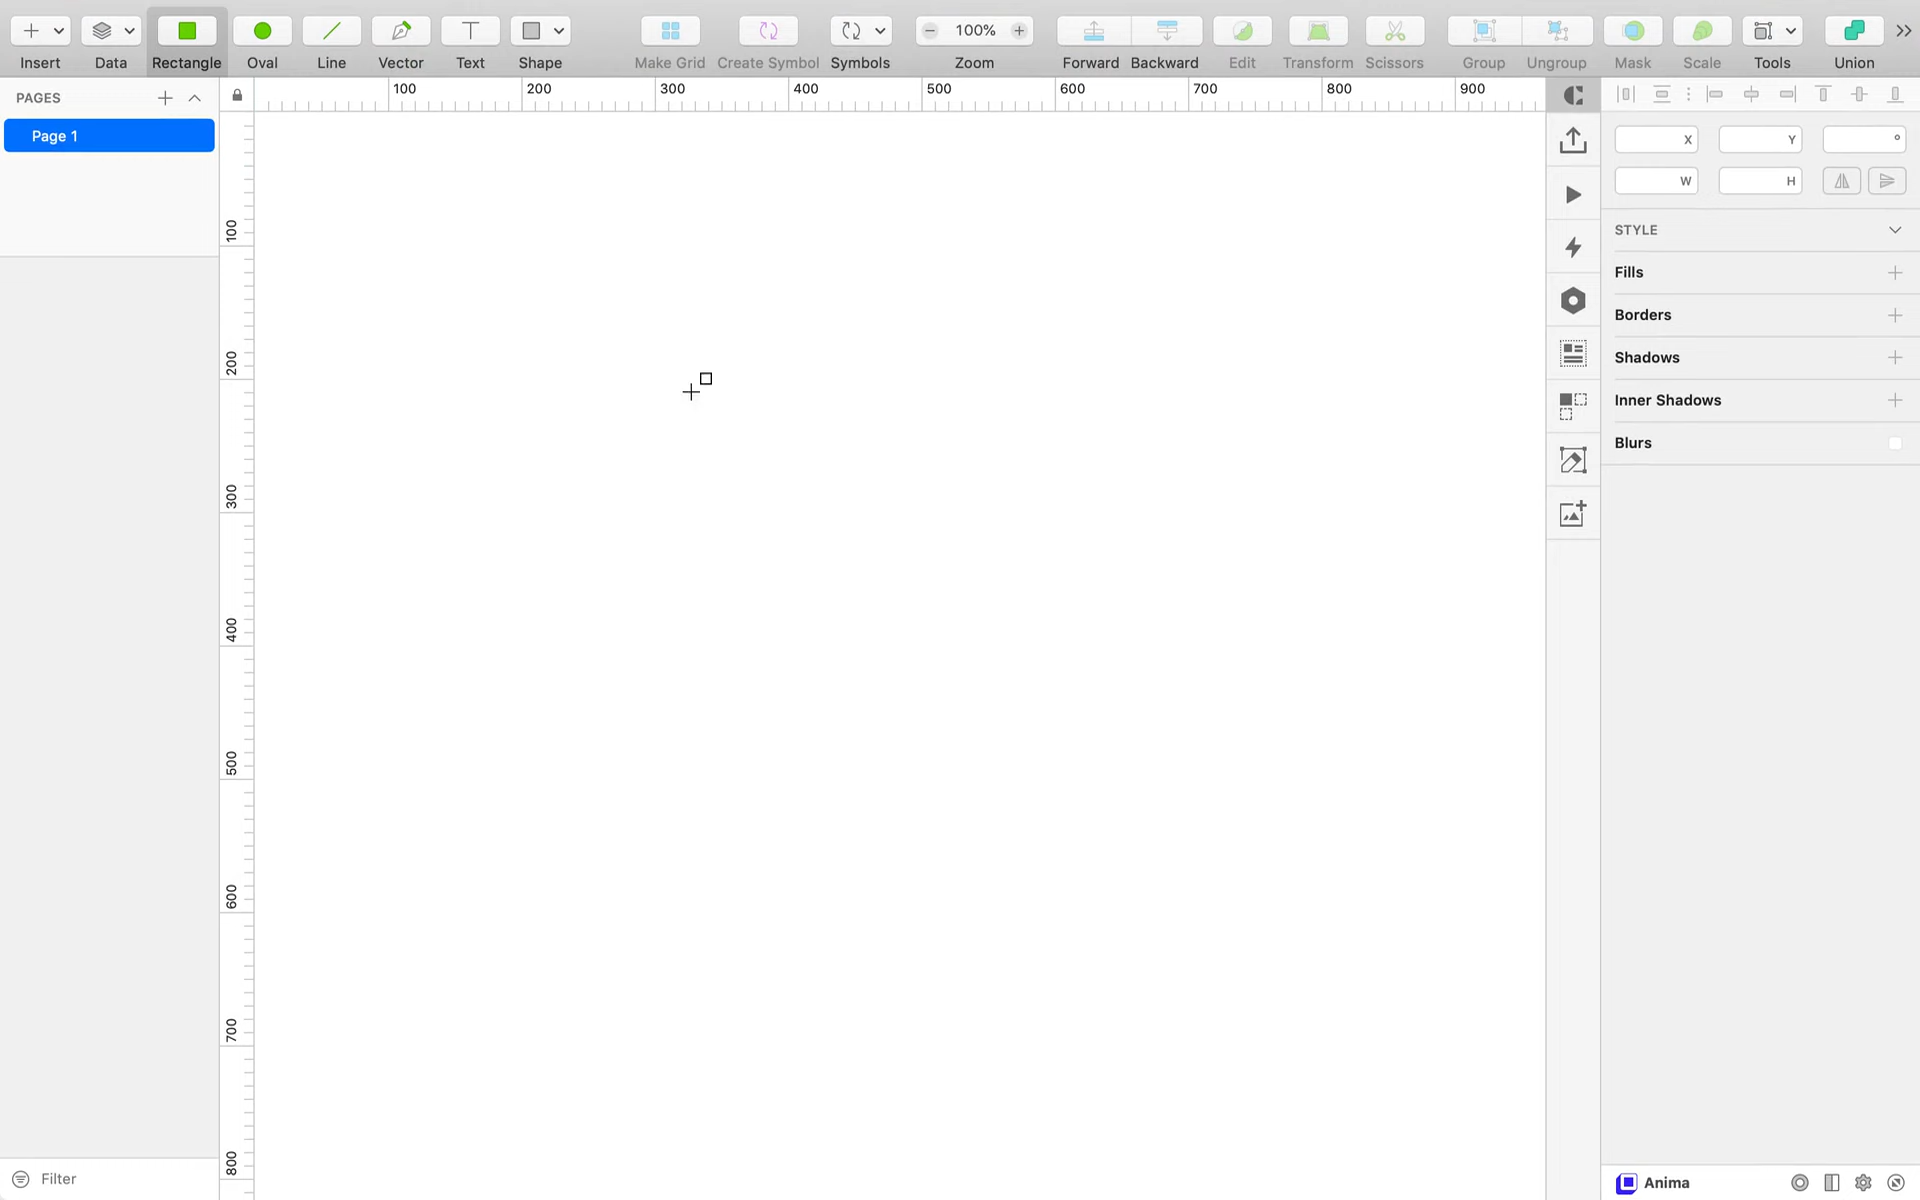 Insert Data Rectangle Oval Line Vector Text Shape Make Grid Create Symbol Symbols 100% Zoom Forward Backward Edit Transform Scissors Group Ungroup Mask Scale Tools Union
PAGES
Page 1
Filter
100 200 300 400 500 600 700 800 900
100
200
300
400
500
600
700
800
X Y °
W H
STYLE
Fills
Borders
Shadows
Inner Shadows
Blurs
Anima